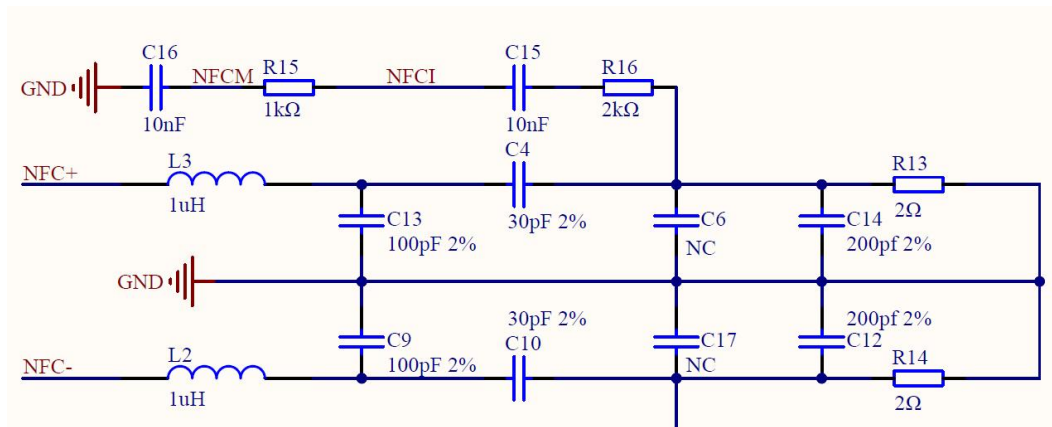 C16
C15
NFCM
R15
NFCI
R16
GND
10nF
1kΩ
10nF
2kΩ
L3
C4
NFC+
R13
1uH
30pF 2%
2Ω
C13
100pF 2%
C6
NC
C14
200pf 2%
GND
30pF 2%
200pf 2%
L2
C9
100pF 2%
C10
C17
NC
C12
R14
NFC-
1uH
2Ω